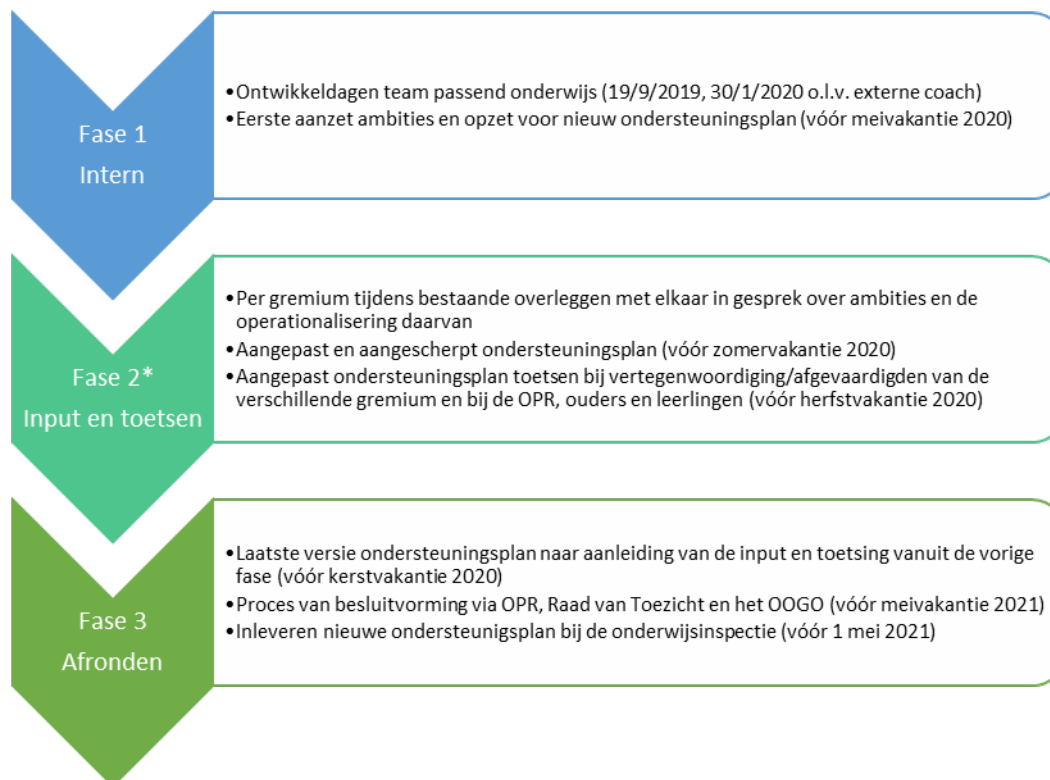 Fase 1
Intern
•Ontwikkeldagen team passend onderwijs (19/9/2019, 30/1/2020 o.l.v. externe coach)
•Eerste aanzet ambities en opzet voor nieuw ondersteuningsplan (vóór meivakantie 2020)
Fase 2*
Input en toetsen
•Per gremium tijdens bestaande overleggen met elkaar in gesprek over ambities en de
operationalisering daarvan
•Aangepast en aangescherpt ondersteuningsplan (vóór zomervakantie 2020)
•Aangepast ondersteuningsplan toetsen bij vertegenwoordiging/afgevaardigden van de
verschillende gremium en bij de OPR, ouders en leerlingen (vóór herfstvakantie 2020)
Fase 3
Afronden
•Laatste versie ondersteuningsplan naar aanleiding van de input en toetsing vanuit de vorige
fase (vóór kerstvakantie 2020)
•Proces van besluitvorming via OPR, Raad van Toezicht en het OOGO (vóór meivakantie 2021)
•Inleveren nieuwe ondersteunigsplan bij de onderwijsinspectie (vóór 1 mei 2021)